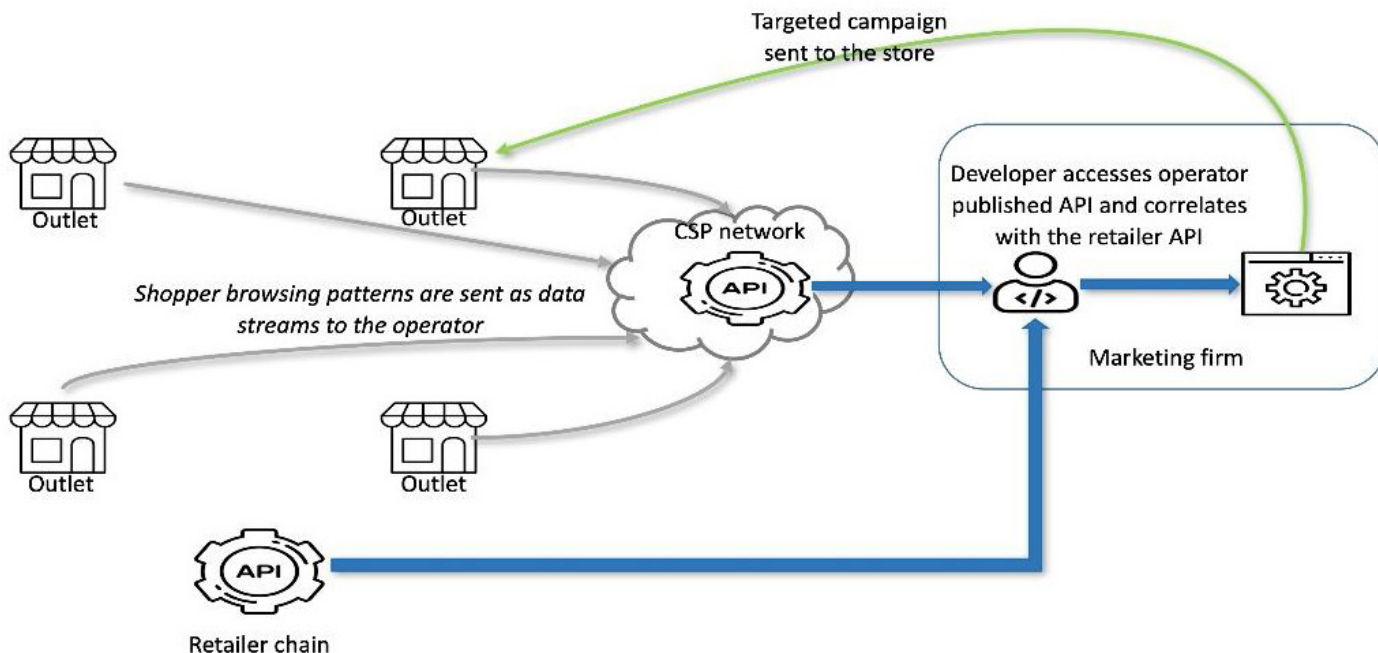 Targeted campaign
sent to the store
Outlet
Outlet
CSP network
API
Developer accesses operator
published API and correlates
with the retailer API
</>
Shopper browsing patterns are sent as data
streams to the operator
Marketing firm
Outlet
Outlet
API
Retailer chain